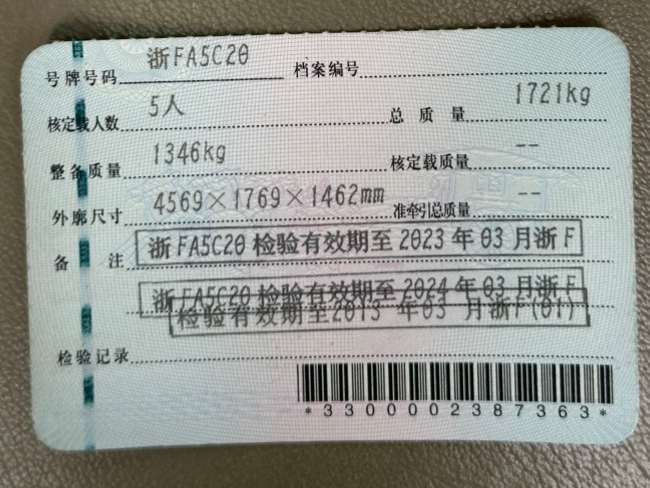 号牌号码 浙FA5C20 档案编号
核定载人数 5人 总质量 1721kg
整备质量 1346kg 核定载质量 --
外廓尺寸 4569×1769×1462mm 准牵引总质量 --
备注 浙FA5C20检验有效期至2023年03月浙F
浙FA5C20检验有效期至2024年03月浙F
检验有效期至2013年03月浙F(01)
检验记录
*3300002387363*